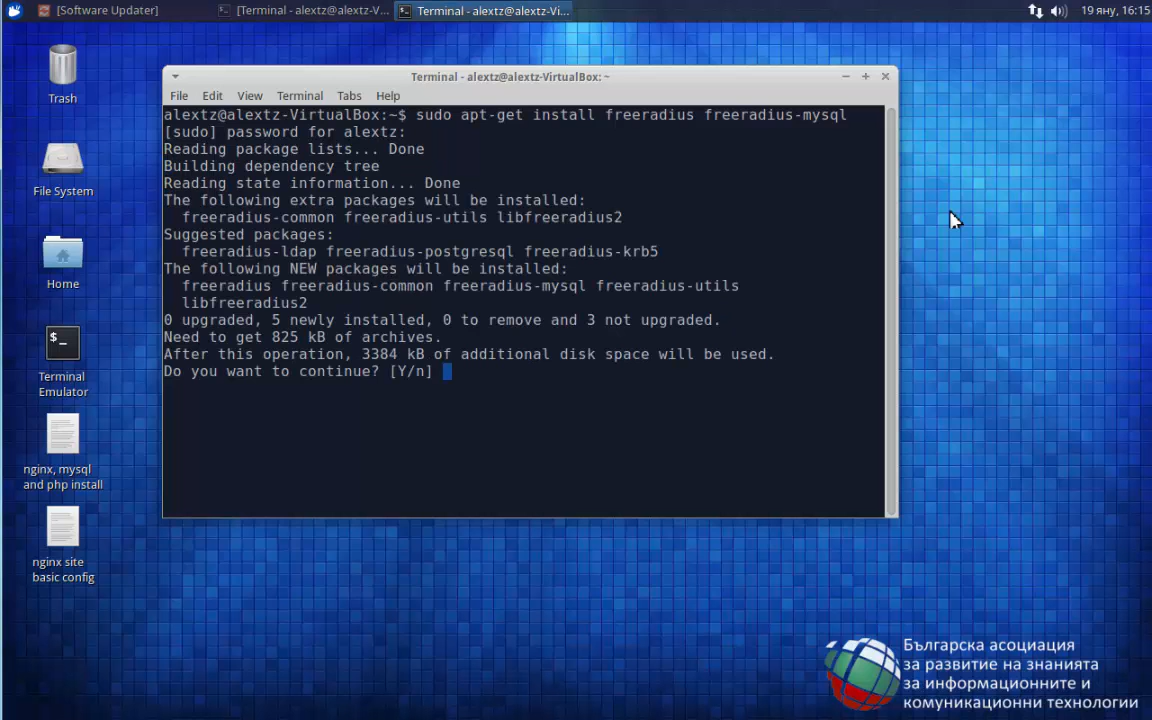 [Software Updater]
[Terminal - alextz@alextz-V...
Terminal - alextz@alextz-Vi...
19 яну, 16:15
Trash
File System
Home
Terminal
Emulator
nginx, mysql
and php install
nginx site
basic config
Terminal - alextz@alextz-VirtualBox: ~
File Edit View Terminal Tabs Help
alextz@alextz-VirtualBox:~$ sudo apt-get install freeradius freeradius-mysql
[sudo] password for alextz:
Reading package lists... Done
Building dependency tree
Reading state information... Done
The following extra packages will be installed:
freeradius-common freeradius-utils libfreeradius2
Suggested packages:
freeradius-ldap freeradius-postgresql freeradius-krb5
The following NEW packages will be installed:
freeradius freeradius-common freeradius-mysql freeradius-utils
libfreeradius2
0 upgraded, 5 newly installed, 0 to remove and 3 not upgraded.
Need to get 825 kB of archives.
After this operation, 3384 kB of additional disk space will be used.
Do you want to continue? [Y/n]
Българска асоциация
за развитие на знанията
за информационните и
комуникационни технологии